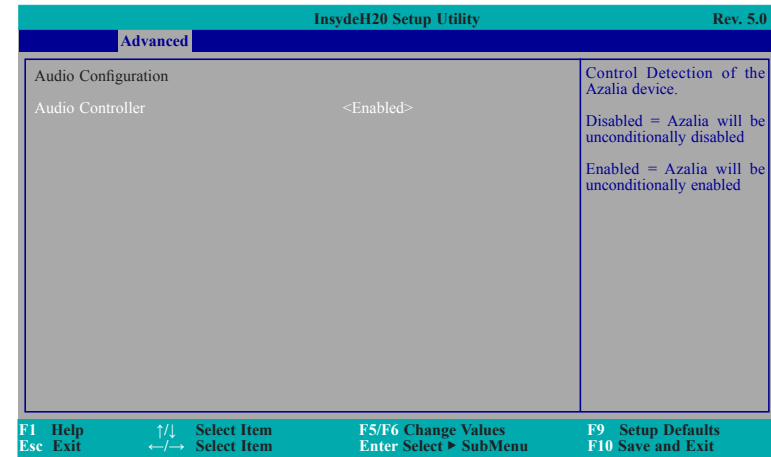 InsydeH20 Setup Utility Rev. 5.0
Advanced
Audio Configuration
Audio Controller <Enabled>
Control Detection of the
Azalia device.
Disabled = Azalia will be
unconditionally disabled
Enabled = Azalia will be
unconditionally enabled
F1 Help ↑/↓ Select Item F5/F6 Change Values F9 Setup Defaults
Esc Exit ←/→ Select Item Enter Select ▶ SubMenu F10 Save and Exit